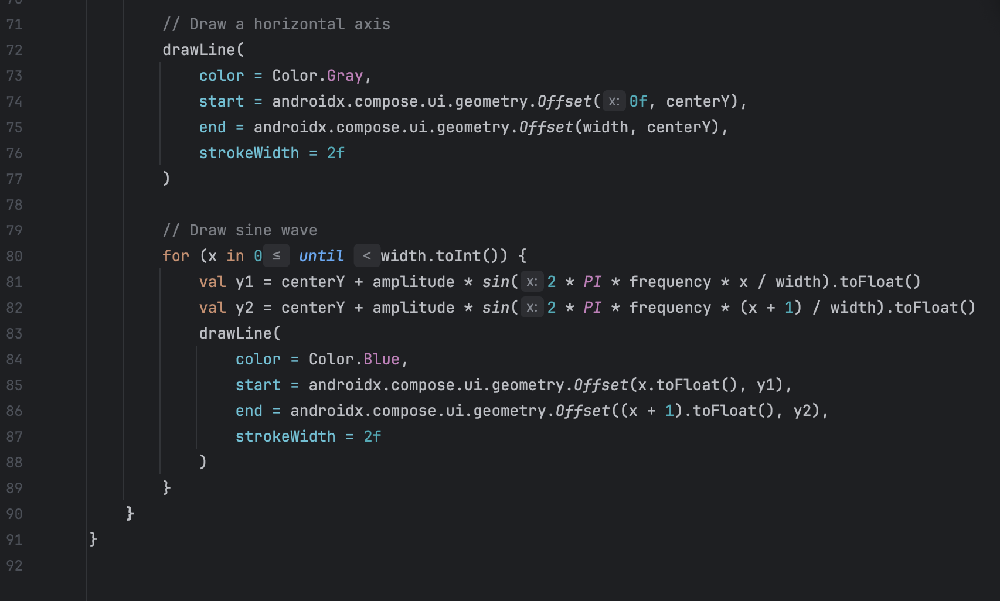 71 // Draw a horizontal axis
72 drawLine(
73 color = Color.Gray,
74 start = androidx.compose.ui.geometry.Offset( x: 0f, centerY),
75 end = androidx.compose.ui.geometry.Offset(width, centerY),
76 strokeWidth = 2f
77 )
78
79 // Draw sine wave
80 for (x in 0 ≤ until < width.toInt()) {
81 val y1 = centerY + amplitude * sin( x: 2 * PI * frequency * x / width).toFloat()
82 val y2 = centerY + amplitude * sin( x: 2 * PI * frequency * (x + 1) / width).toFloat()
83 drawLine(
84 color = Color.Blue,
85 start = androidx.compose.ui.geometry.Offset(x.toFloat(), y1),
86 end = androidx.compose.ui.geometry.Offset((x + 1).toFloat(), y2),
87 strokeWidth = 2f
88 )
89 }
90 }
91 }
92